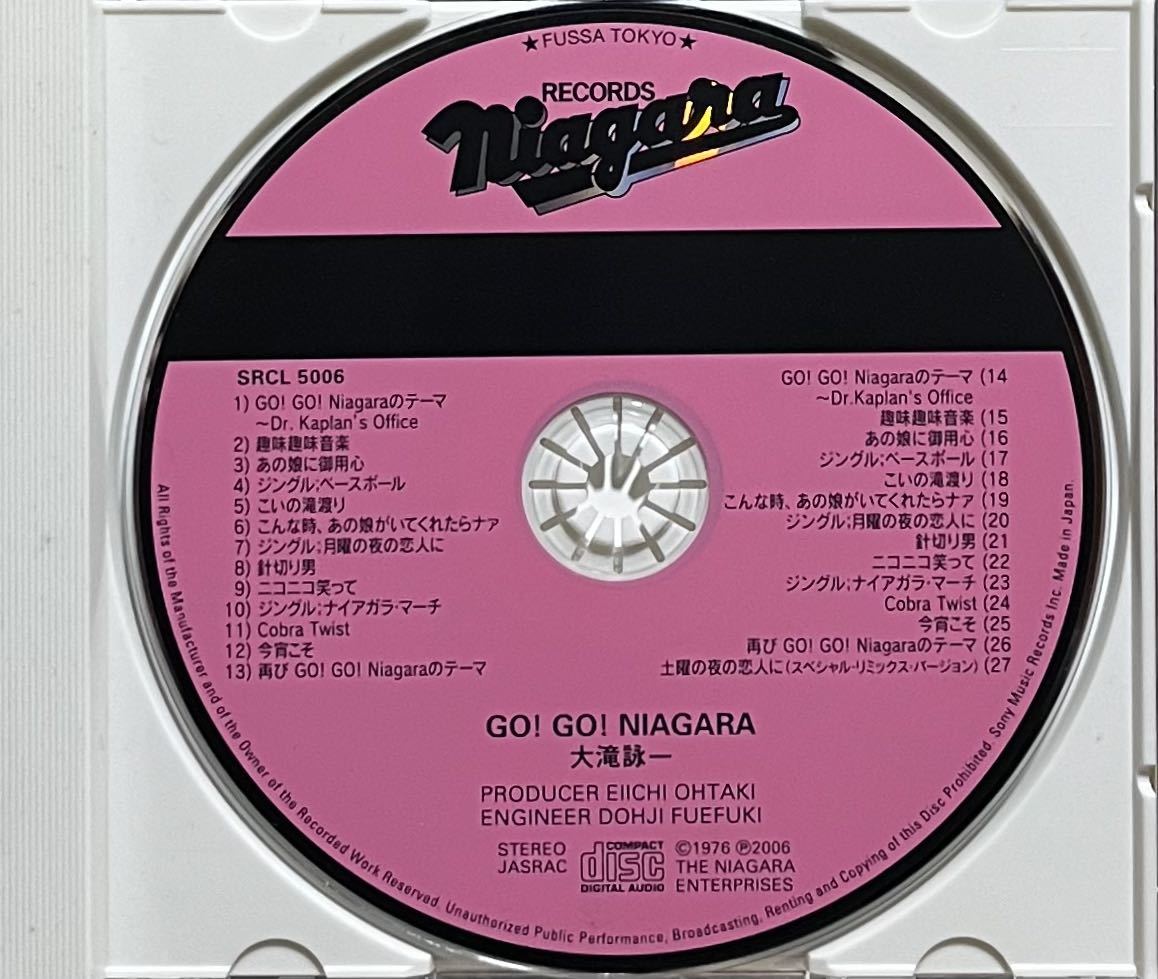 ★FUSSA TOKYO★
RECORDS
Niagara
SRCL 5006
1) GO! GO! Niagaraのテーマ
〜Dr. Kaplan's Office
2) 趣味趣味音楽
3) あの娘に御用心
4) ジングル;ベースボール
5) こいの滝渡り
6) こんな時、あの娘がいてくれたらナァ
7) ジングル;月曜の夜の恋人に
8) 針切り男
9) ニコニコ笑って
10) ジングル;ナイアガラ・マーチ
11) Cobra Twist
12) 今宵こそ
13) 再び GO! GO! Niagaraのテーマ
GO! GO! Niagaraのテーマ (14
〜Dr.Kaplan's Office
趣味趣味音楽 (15
あの娘に御用心 (16
ジングル;ベースボール (17
こいの滝渡り (18
こんな時、あの娘がいてくれたらナァ (19
ジングル;月曜の夜の恋人に (20
針切り男 (21
ニコニコ笑って (22
ジングル;ナイアガラ・マーチ (23
Cobra Twist (24
今宵こそ (25
再び GO! GO! Niagaraのテーマ (26
土曜の夜の恋人に(スペシャル・リミックス・バージョン) (27
GO! GO! NIAGARA
大滝詠一
PRODUCER EIICHI OHTAKI
ENGINEER DOHJI FUEFUKI
STEREO
JASRAC
COMPACT
disc
DIGITAL AUDIO
©1976 ℗2006
THE NIAGARA
ENTERPRISES
All Rights of the Manufacturer and of the Owner of the Recorded Work Reserved. Unauthorized Public Performance, Broadcasting, Renting and Copying of this Disc Prohibited. Sony Music Records Inc. Made in Japan.